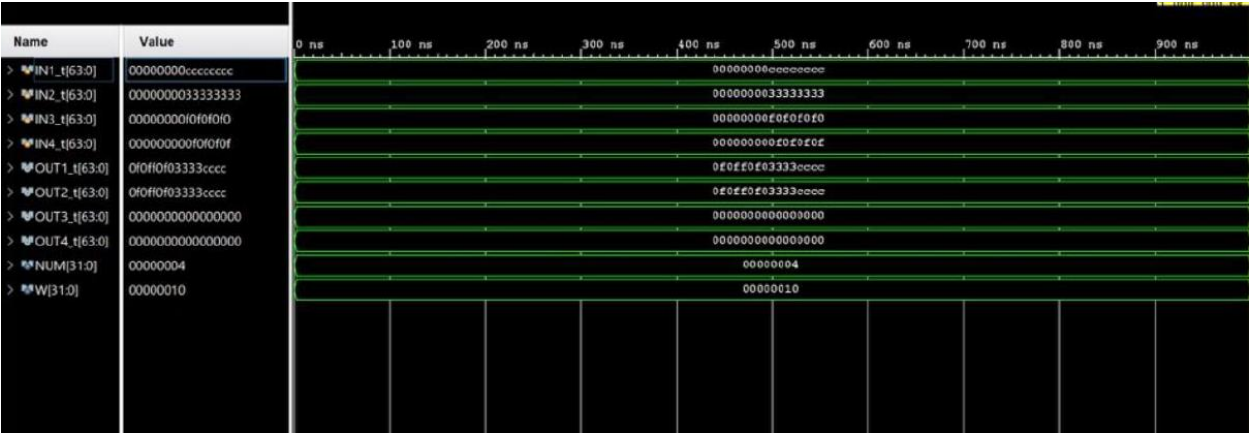 Name Value 0 ns 100 ns 200 ns 300 ns 400 ns 500 ns 600 ns 700 ns 800 ns 900 ns
IN1_t[63:0] 00000000cccccccc 00000000cccccccc
IN2_t[63:0] 0000000033333333 0000000033333333
IN3_t[63:0] 00000000f0f0f0f0 00000000f0f0f0f0
IN4_t[63:0] 000000000f0f0f0f 000000000f0f0f0f
OUT1_t[63:0] 0f0ff0f03333cccc 0f0ff0f03333cccc
OUT2_t[63:0] 0f0ff0f03333cccc 0f0ff0f03333cccc
OUT3_t[63:0] 0000000000000000 0000000000000000
OUT4_t[63:0] 0000000000000000 0000000000000000
NUM[31:0] 00000004 00000004
W[31:0] 00000010 00000010